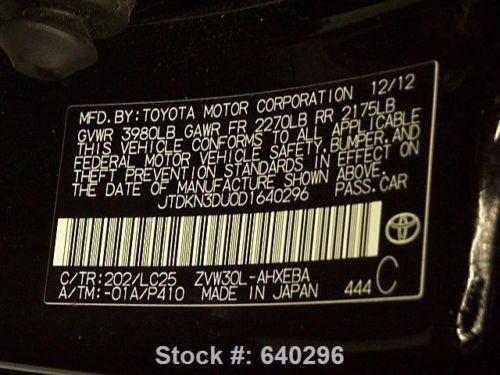 MFD. BY: TOYOTA MOTOR CORPORATION 12/12
GVWR 3980LB GAWR FR 2270LB RR 2175LB
THIS VEHICLE CONFORMS TO ALL APPLICABLE
FEDERAL MOTOR VEHICLE SAFETY, BUMPER, AND
THEFT PREVENTION STANDARDS IN EFFECT ON
THE DATE OF MANUFACTURE SHOWN ABOVE.
JTDKN3DU0D1640296 PASS. CAR
C/TR: 202/LC25 ZVW30L-AHXEBA
A/TM: -01A/P410 MADE IN JAPAN 444 C
Stock #: 640296